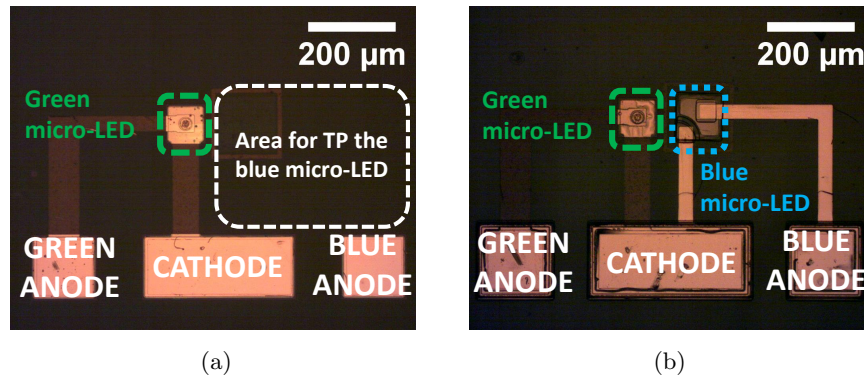 200 µm
Green
micro-LED
Area for TP the
blue micro-LED
GREEN
ANODE
CATHODE
BLUE
ANODE
(a)
200 µm
Green
micro-LED
Blue
micro-LED
GREEN
ANODE
CATHODE
BLUE
ANODE
(b)